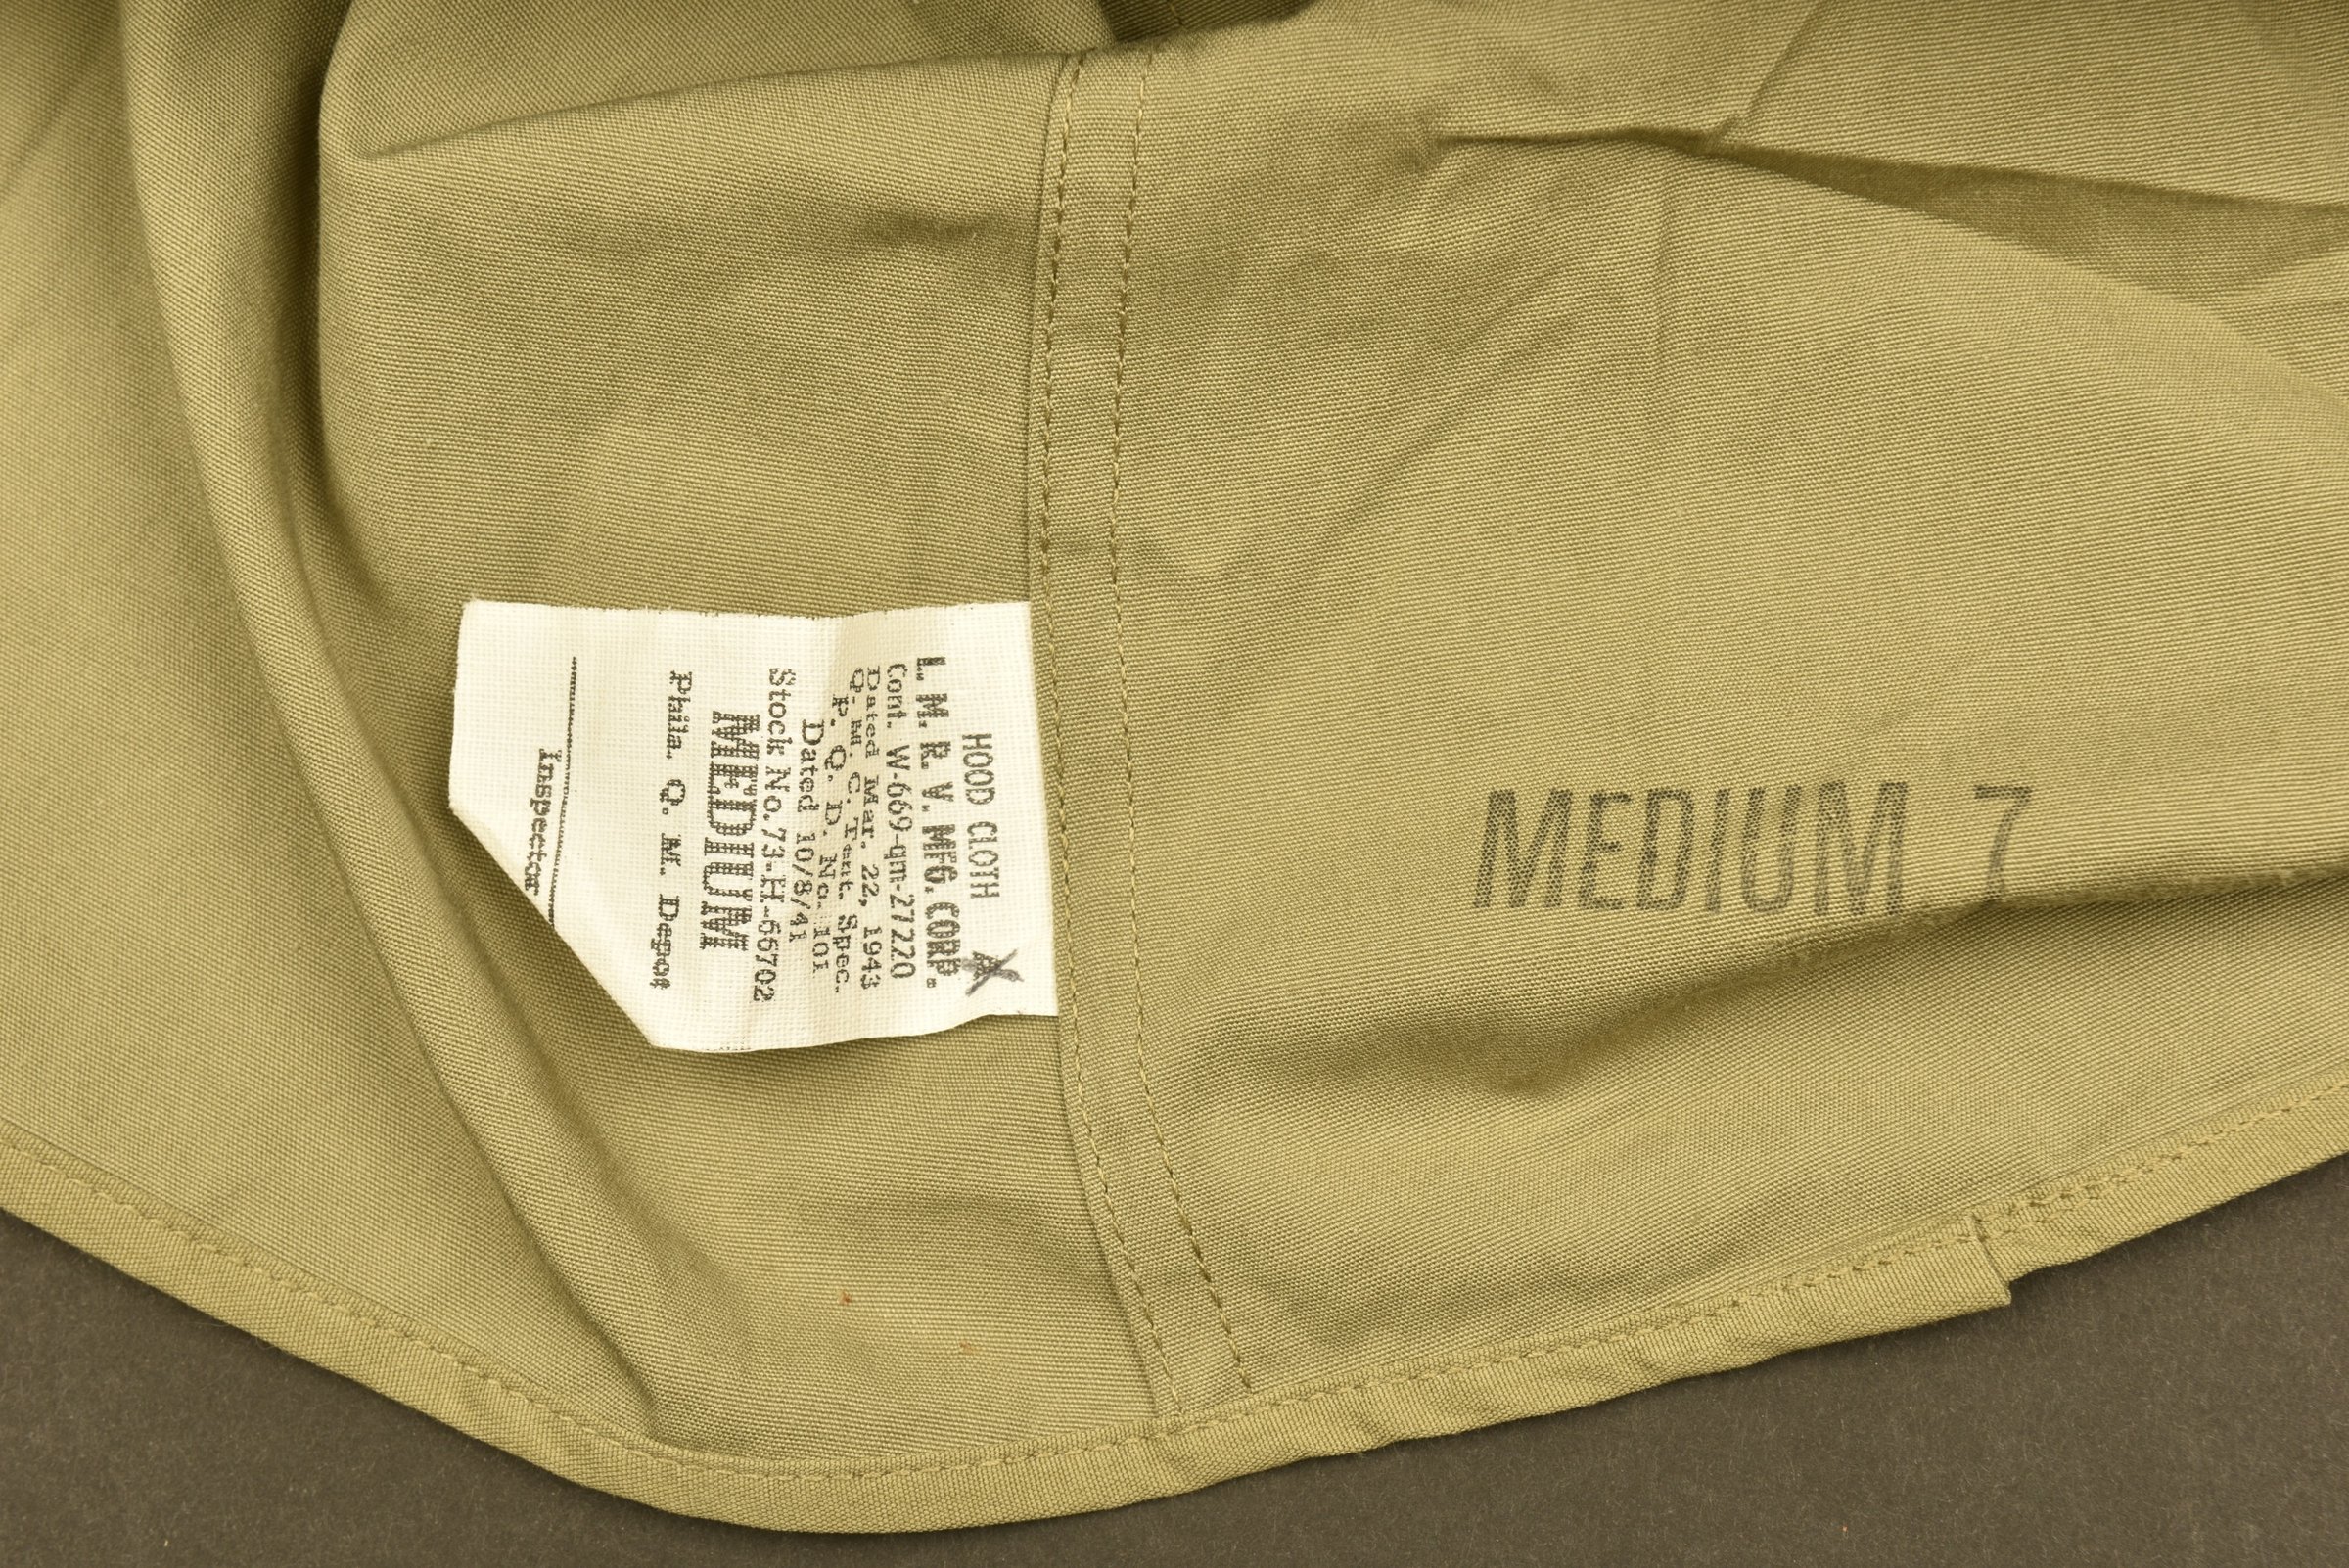 HOOD CLOTH
L. M. R. V. MFG. CORP.
Cont. W-669-qm-27220
Dated Mar. 22, 1943
Q. M. C. Tent. Spec.
P. Q. D. No. 101
Dated 10/8/41
Stock No. 73-H-66702
MEDIUM
Phila. Q. M. Depot
Inspector
MEDIUM 7